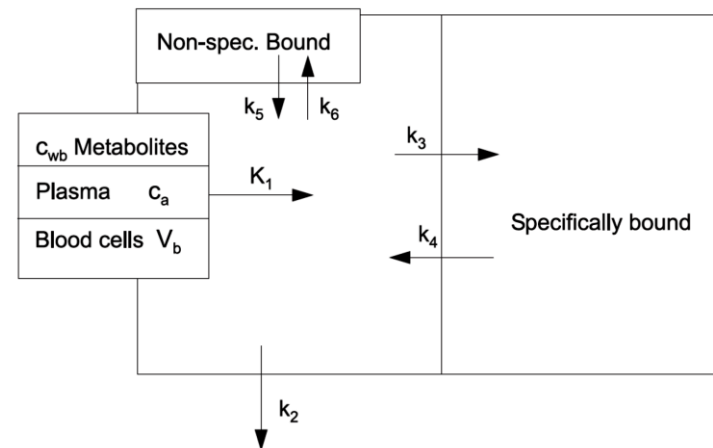 Non-spec. Bound
k5 k6
k3
cwb Metabolites
K1
Plasma ca
k4
Specifically bound
Blood cells Vb
k2